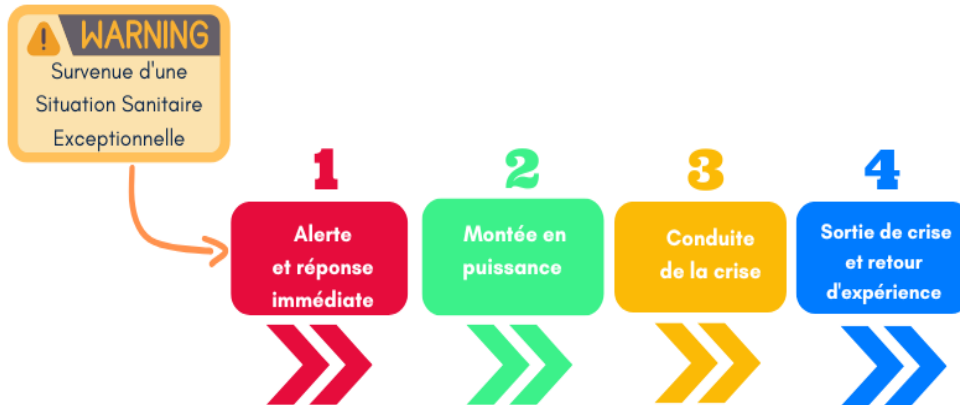 WARNING
Survenue d'une
Situation Sanitaire
Exceptionnelle
1
Alerte
et réponse
immédiate
2
Montée en
puissance
3
Conduite
de la crise
4
Sortie de crise
et retour
d'expérience